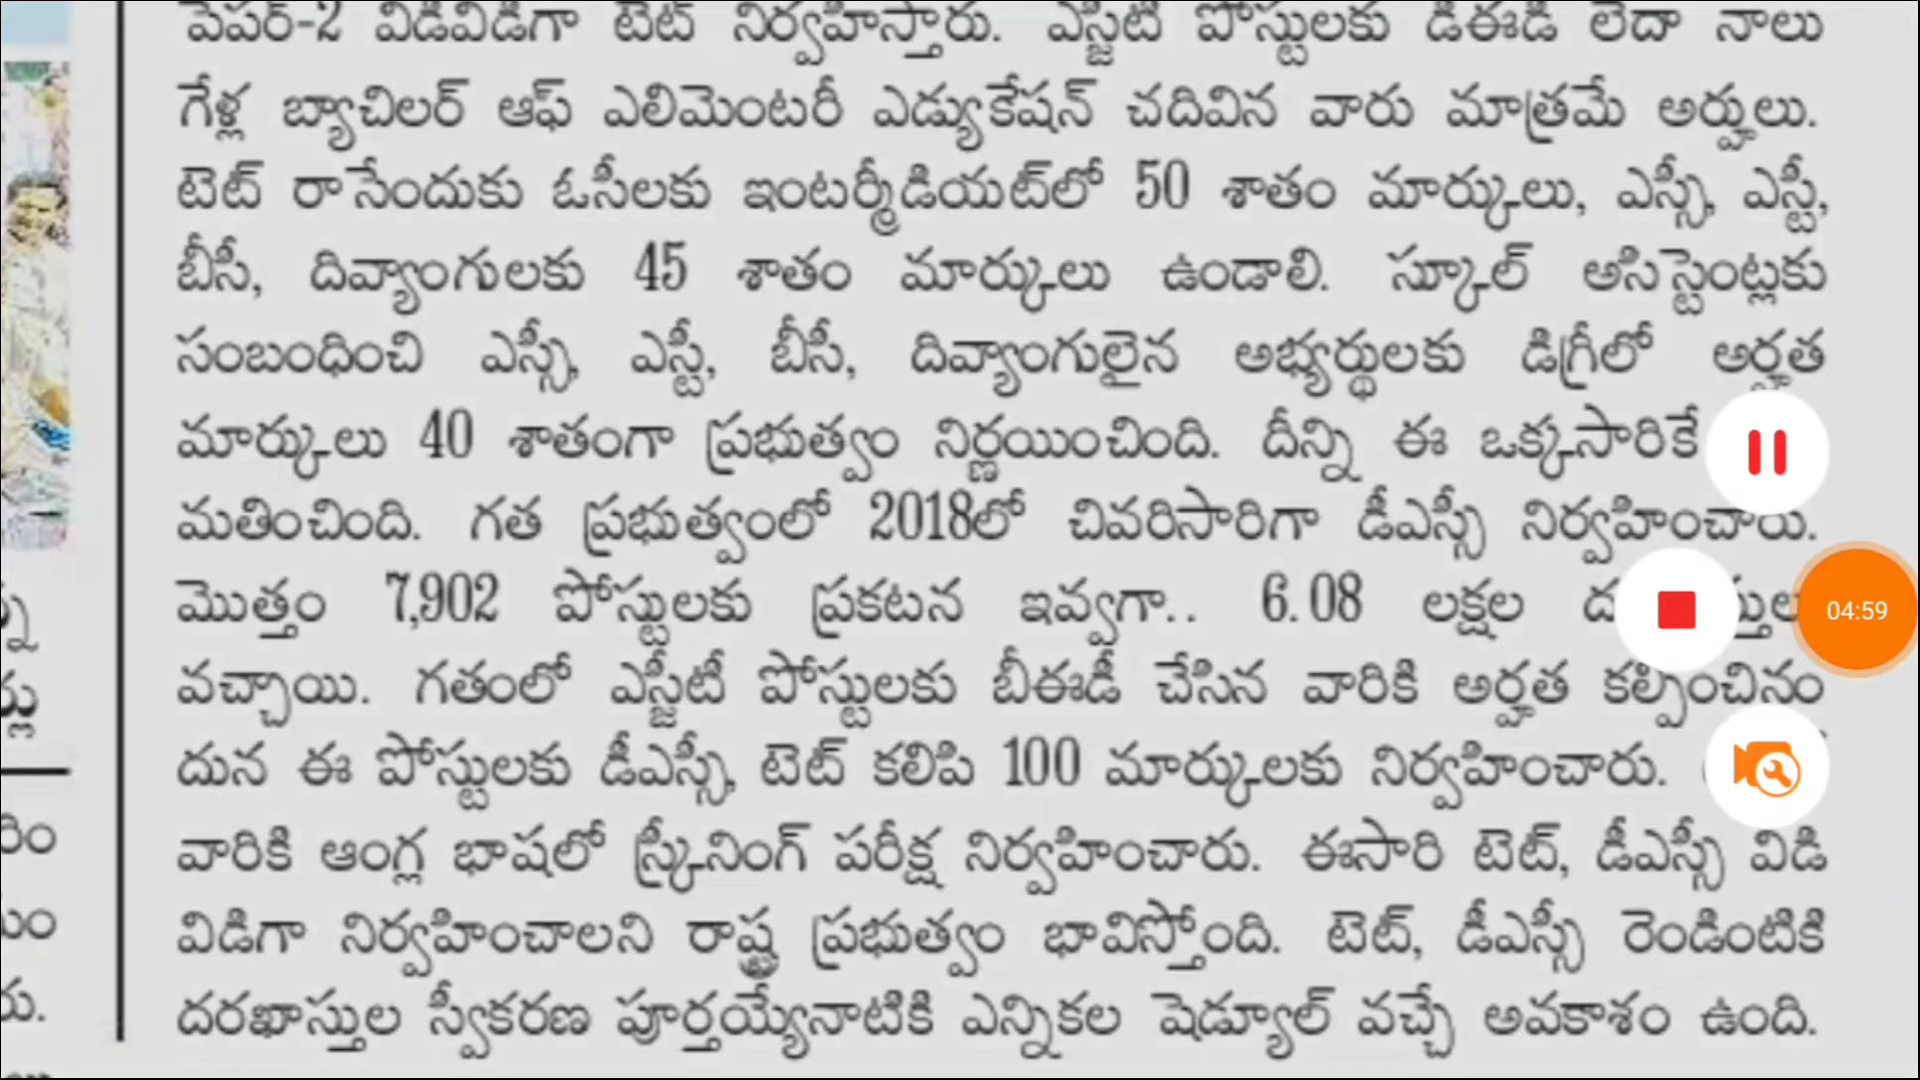 పేపర్-2 విడివిడిగా టెట్ నిర్వహిస్తారు. ఎస్జీటీ పోస్టులకు డీఈడీ లేదా నాలు
గేళ్ల బ్యాచిలర్ ఆఫ్ ఎలిమెంటరీ ఎడ్యుకేషన్ చదివిన వారు మాత్రమే అర్హులు.
టెట్ రాసేందుకు ఓసీలకు ఇంటర్మీడియట్‌లో 50 శాతం మార్కులు, ఎస్సీ, ఎస్టీ,
బీసీ, దివ్యాంగులకు 45 శాతం మార్కులు ఉండాలి. స్కూల్ అసిస్టెంట్లకు
సంబంధించి ఎస్సీ, ఎస్టీ, బీసీ, దివ్యాంగులైన అభ్యర్థులకు డిగ్రీలో అర్హత
మార్కులు 40 శాతంగా ప్రభుత్వం నిర్ణయించింది. దీన్ని ఈ ఒక్కసారికే
మతించింది. గత ప్రభుత్వంలో 2018లో చివరిసారిగా డీఎస్సీ నిర్వహించారు.
మొత్తం 7,902 పోస్టులకు ప్రకటన ఇవ్వగా.. 6.08 లక్షల
వచ్చాయి. గతంలో ఎస్జీటీ పోస్టులకు బీఈడీ చేసిన వారికి అర్హత కల్పించినం
దున ఈ పోస్టులకు డీఎస్సీ, టెట్ కలిపి 100 మార్కులకు నిర్వహించారు.
వారికి ఆంగ్ల భాషలో స్క్రీనింగ్ పరీక్ష నిర్వహించారు. ఈసారి టెట్, డీఎస్సీ విడి
విడిగా నిర్వహించాలని రాష్ట్ర ప్రభుత్వం భావిస్తోంది. టెట్, డీఎస్సీ రెండింటికి
దరఖాస్తుల స్వీకరణ పూర్తయ్యేనాటికి ఎన్నికల షెడ్యూల్ వచ్చే అవకాశం ఉంది.
04:59